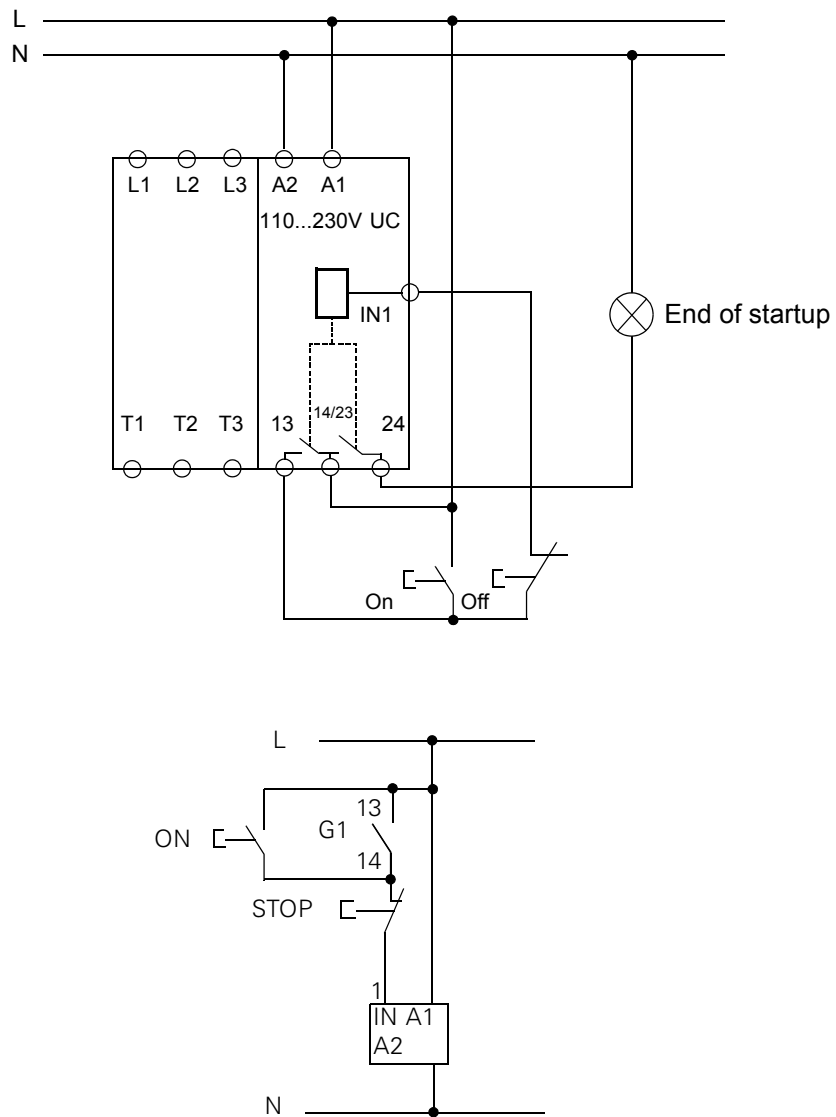 L
N
L1 L2 L3 A2 A1
110...230V UC
IN1
End of startup
T1 T2 T3 13 14/23 24
On Off
L
13
ON G1
14
STOP
1
IN A1
A2
N